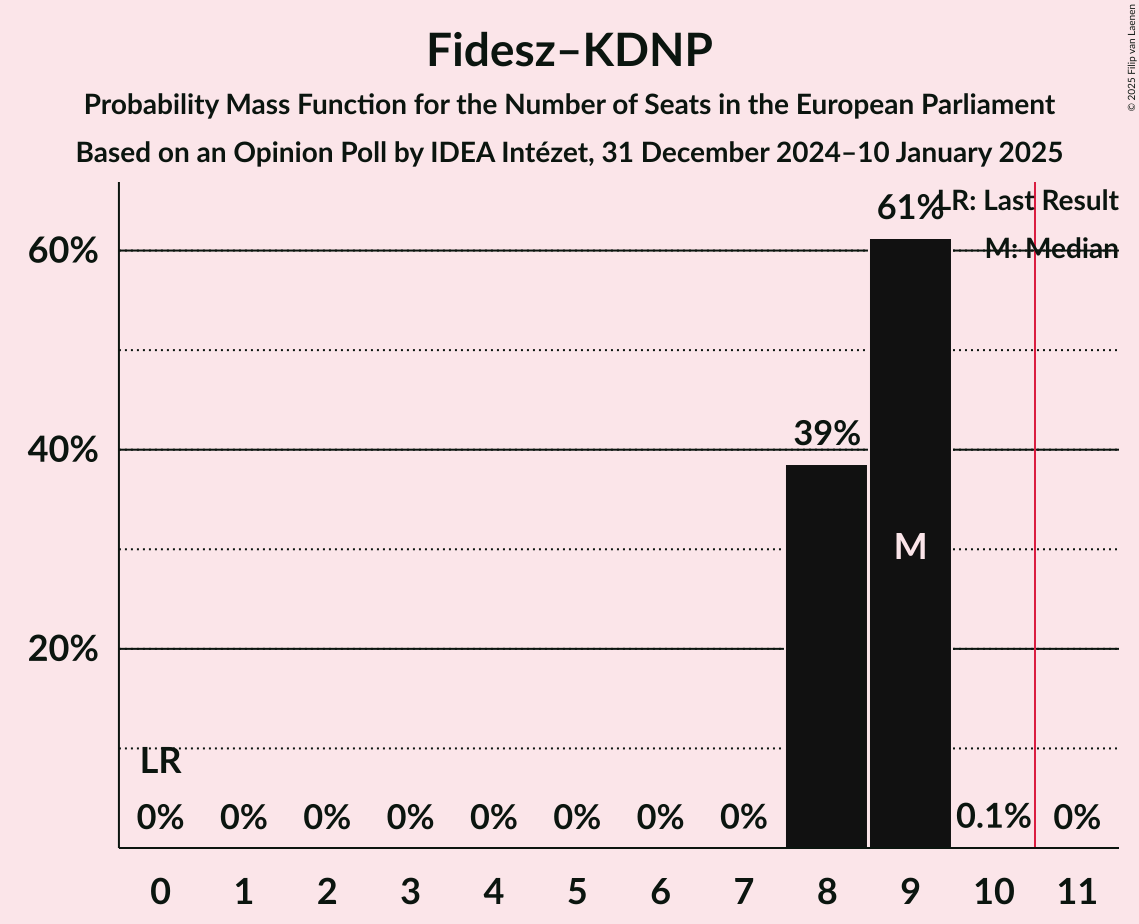 Fidesz–KDNP
Probability Mass Function for the Number of Seats in the European Parliament
Based on an Opinion Poll by IDEA Intézet, 31 December 2024–10 January 2025
© 2025 Filip van Laenen
LR: Last Result
M: Median
61%
60%
39%
40%
M
20%
LR
0% 0% 0% 0% 0% 0% 0% 0% 0.1% 0%
0 1 2 3 4 5 6 7 8 9 10 11